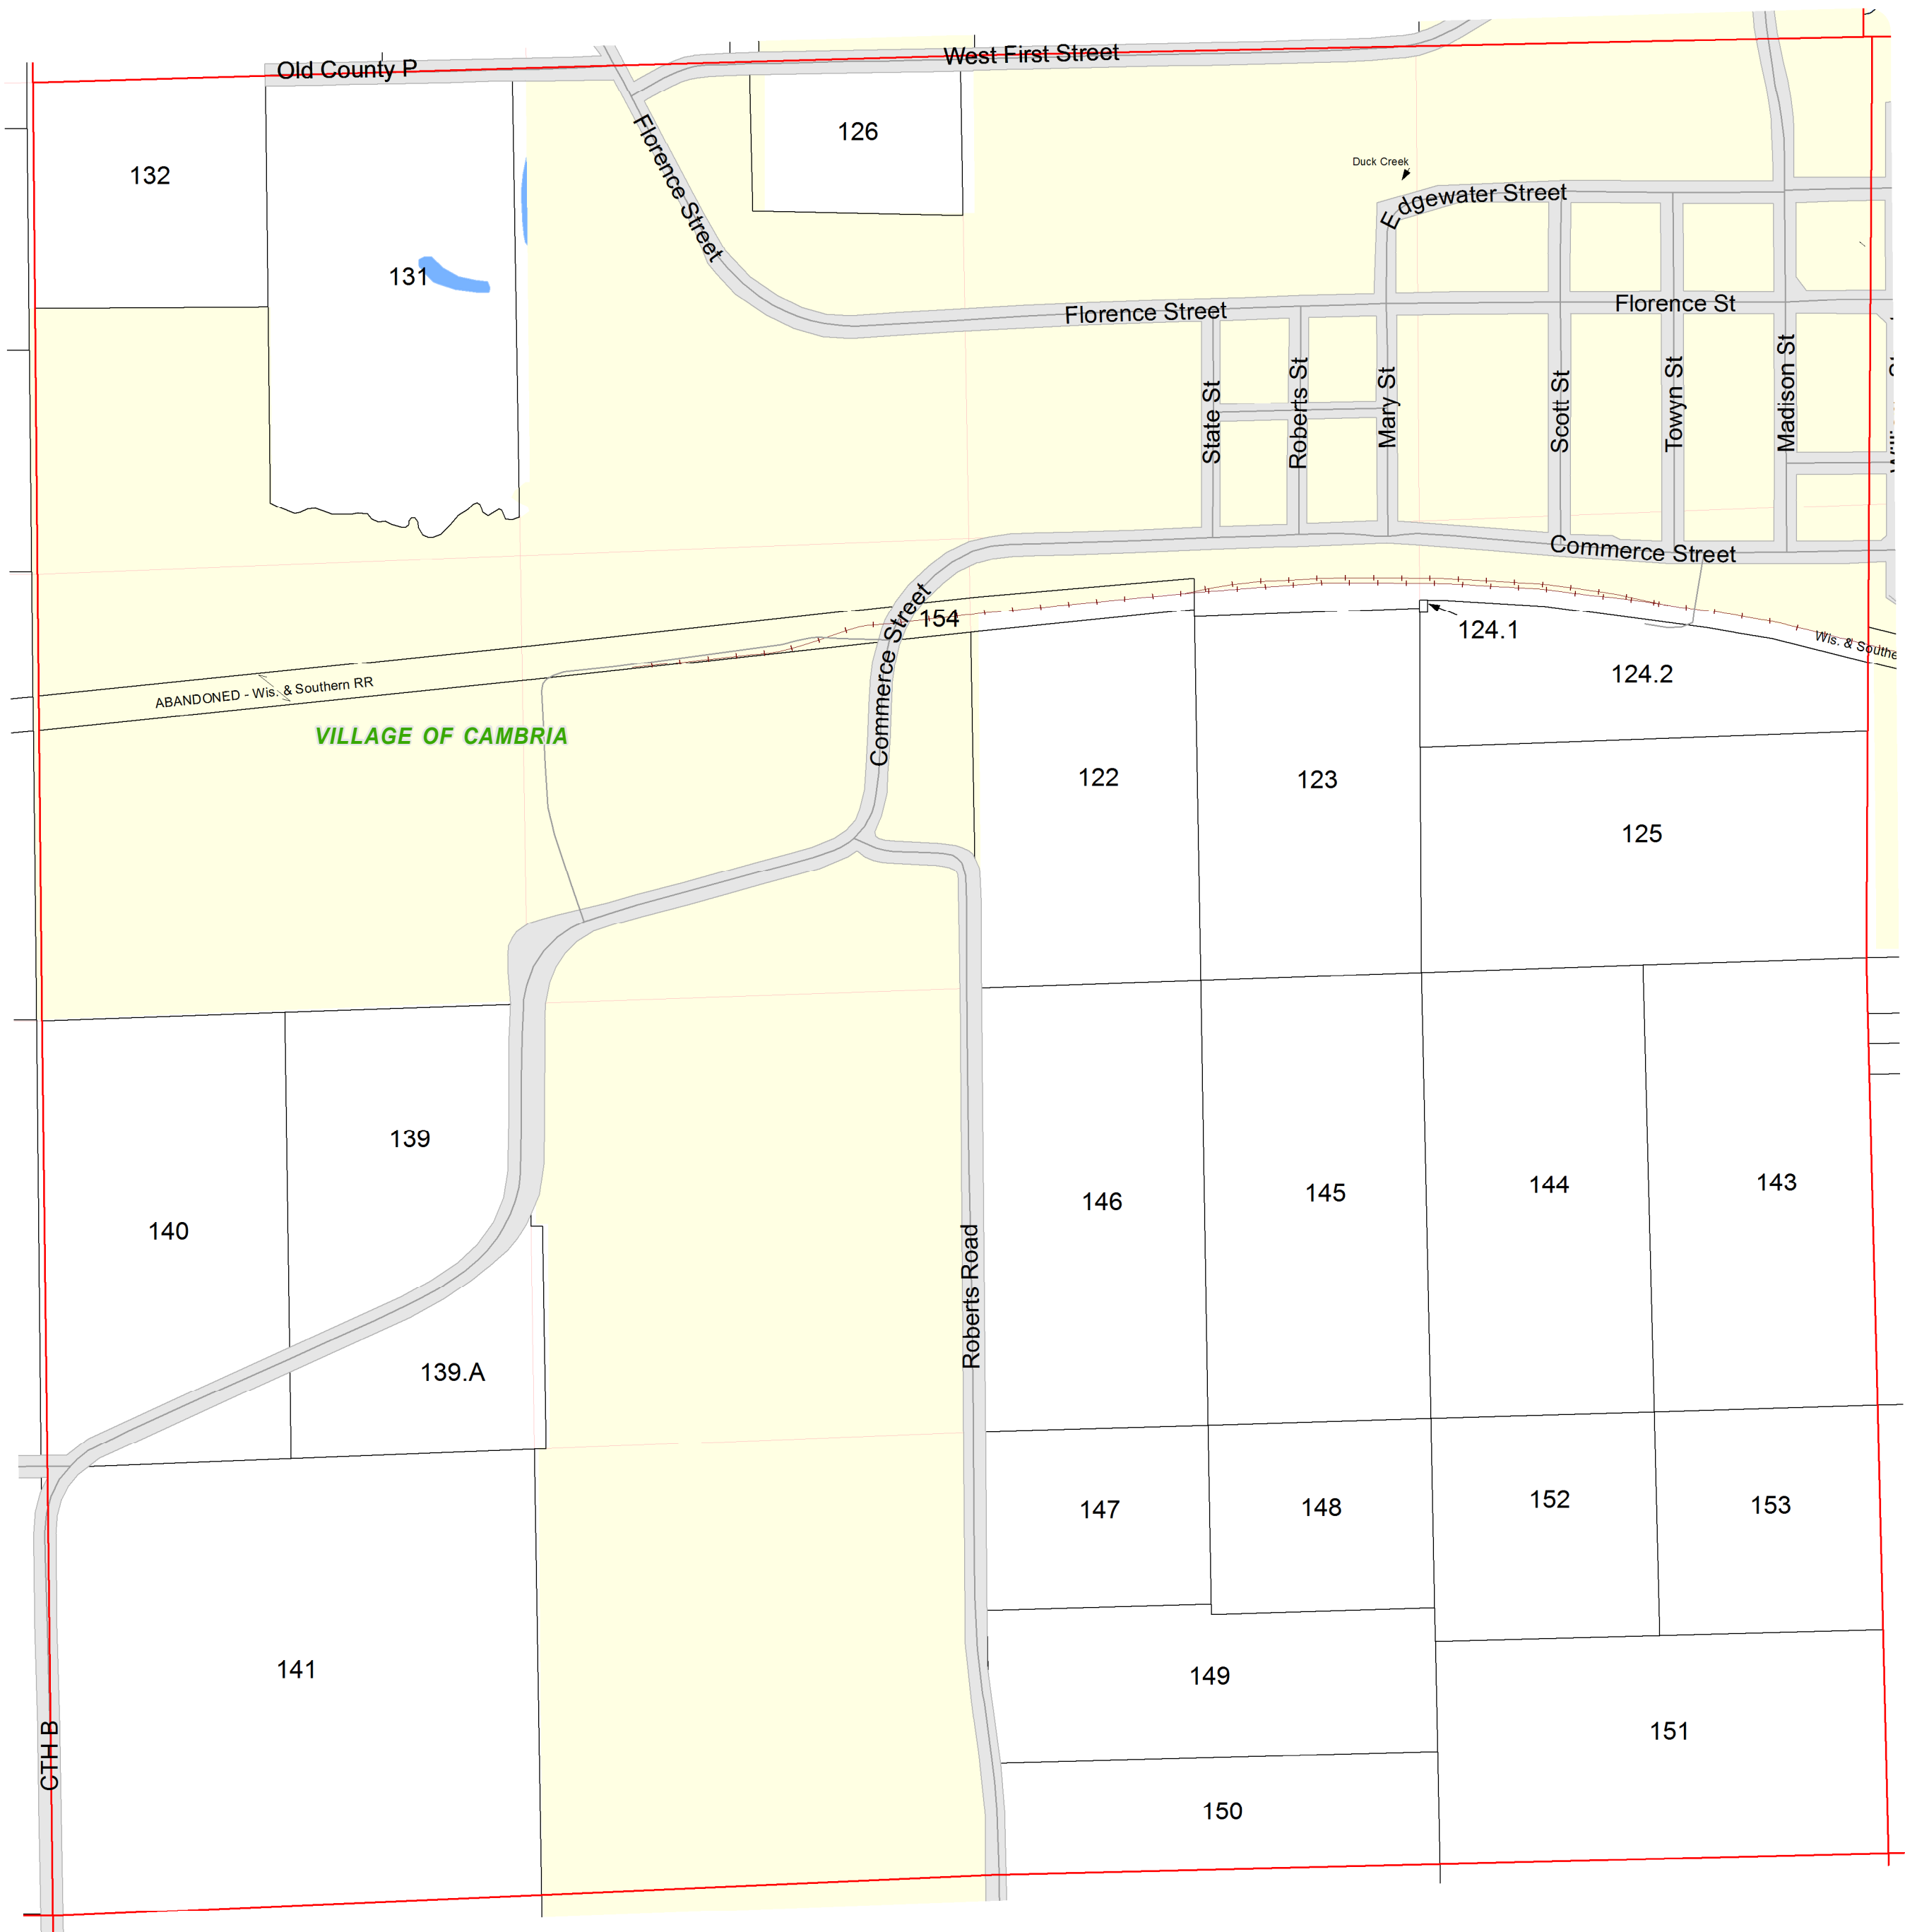 Old County P
West First Street
126
132
Florence Street
Duck Creek
Edgewater Street
131
Florence Street
Florence St
State St
Roberts St
Mary St
Scott St
Towyn St
Madison St
Commerce Street
154
124.1
Wis. & Southe
124.2
ABANDONED - Wis. & Southern RR
VILLAGE OF CAMBRIA
Commerce Street
122
123
125
139
140
146
145
144
143
Roberts Road
139.A
147
148
152
153
141
149
151
CTH B
150